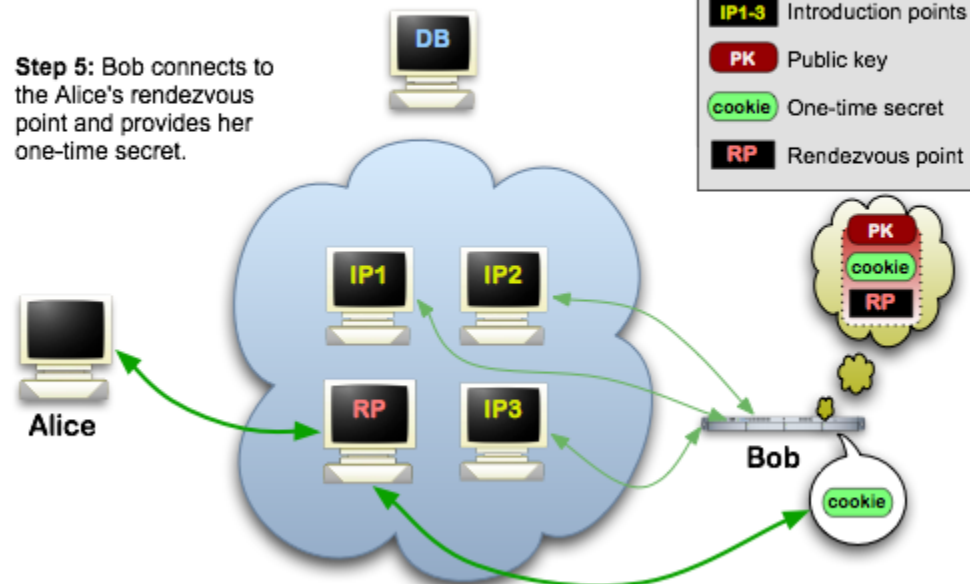 Step 5: Bob connects to
the Alice's rendezvous
point and provides her
one-time secret.
DB
IP1-3 Introduction points
PK Public key
cookie One-time secret
RP Rendezvous point
PK
cookie
RP
IP1
IP2
Alice
RP
IP3
Bob
cookie